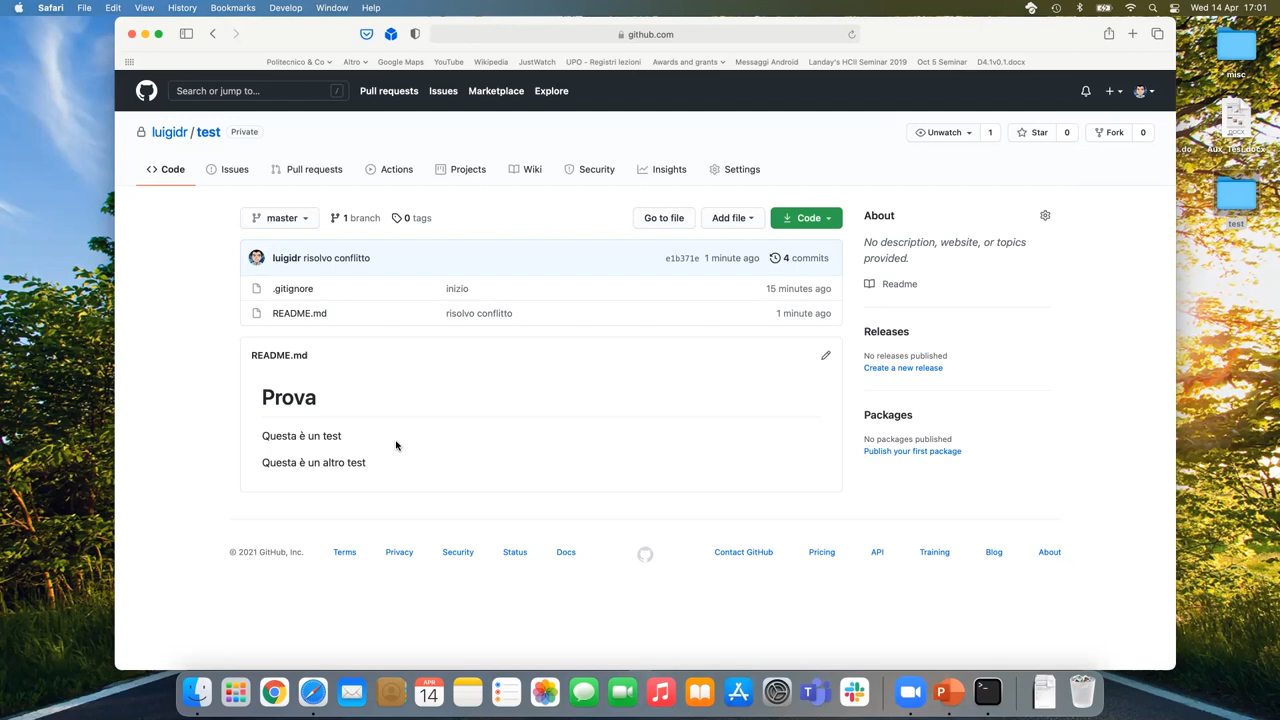 Safari File Edit View History Bookmarks Develop Window Help Wed 14 Apr 17:01
github.com
Politecnico & Co Altro Google Maps YouTube Wikipedia JustWatch UPO - Registri lezioni Awards and grants Messaggi Android Landay's HCII Seminar 2019 Oct 5 Seminar D4.1v0.1.docx
misc
Search or jump to... / Pull requests Issues Marketplace Explore
DOCX
luigidr / test Private Unwatch 1 Star 0 Fork 0
s.do Aux_Test.docx
<> Code Issues Pull requests Actions Projects Wiki Security Insights Settings
test
master 1 branch 0 tags Go to file Add file Code
About
No description, website, or topics
provided.
Readme
luigidr risolvo conflitto e1b371e 1 minute ago 4 commits
.gitignore inizio 15 minutes ago
README.md risolvo conflitto 1 minute ago
Releases
No releases published
Create a new release
README.md
Prova
Questa è un test
Questa è un altro test
Packages
No packages published
Publish your first package
© 2021 GitHub, Inc. Terms Privacy Security Status Docs Contact GitHub Pricing API Training Blog About
APR
14